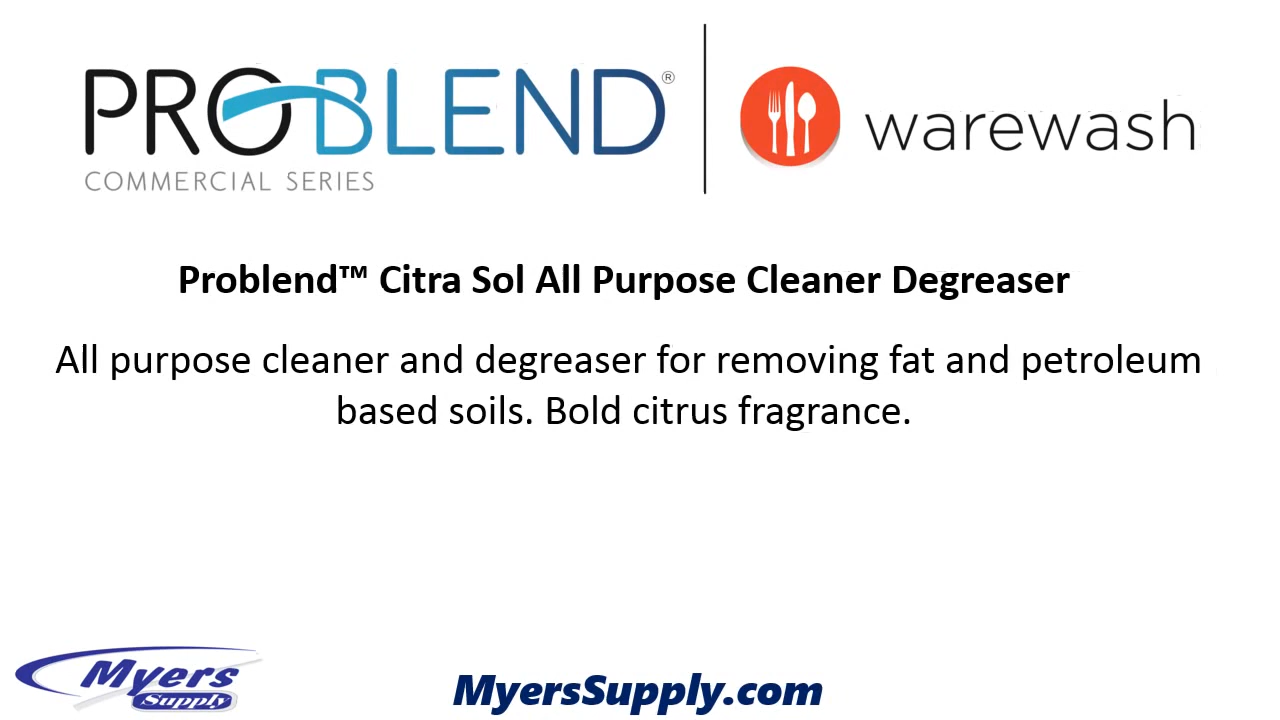 PROBLEND®
COMMERCIAL SERIES
warewash
Problend™ Citra Sol All Purpose Cleaner Degreaser
All purpose cleaner and degreaser for removing fat and petroleum
based soils. Bold citrus fragrance.
Myers
Supply
MyersSupply.com